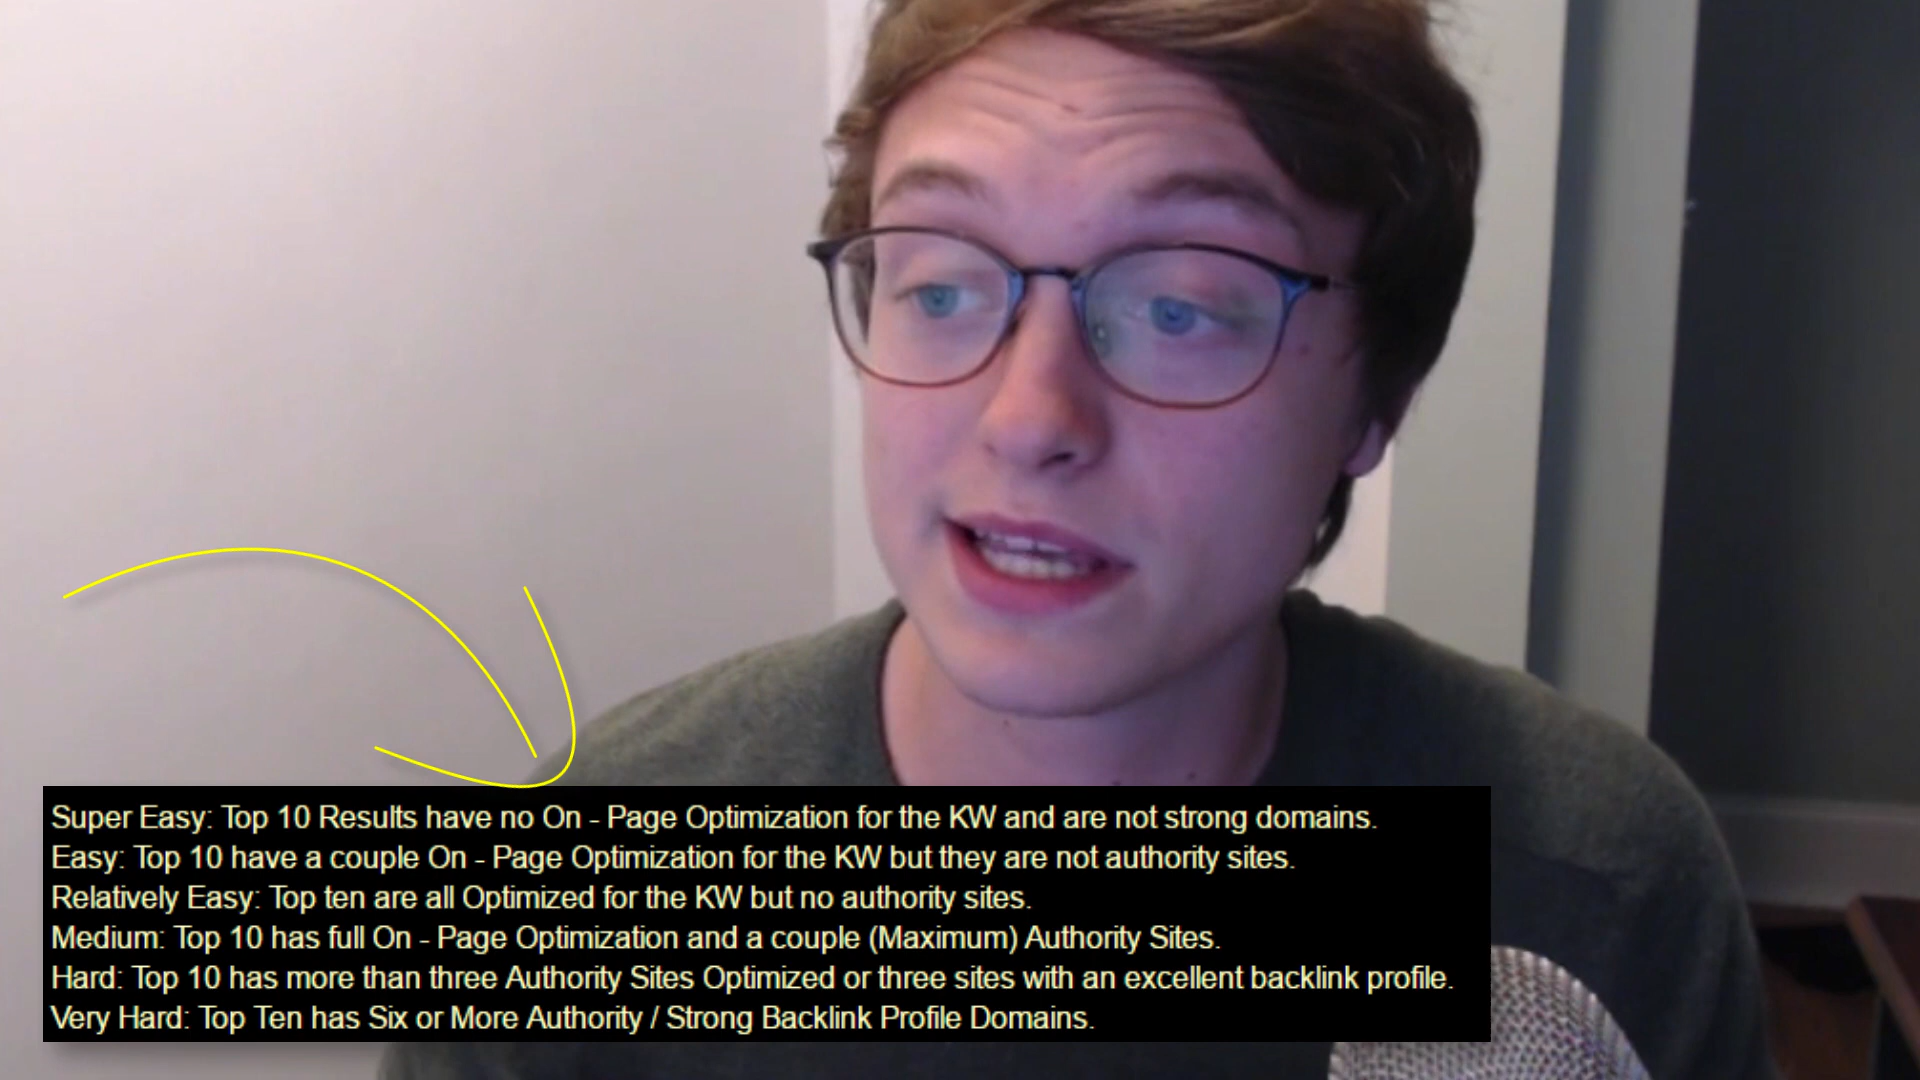 Super Easy: Top 10 Results have no On - Page Optimization for the KW and are not strong domains.
Easy: Top 10 have a couple On - Page Optimization for the KW but they are not authority sites.
Relatively Easy: Top ten are all Optimized for the KW but no authority sites.
Medium: Top 10 has full On - Page Optimization and a couple (Maximum) Authority Sites.
Hard: Top 10 has more than three Authority Sites Optimized or three sites with an excellent backlink profile.
Very Hard: Top Ten has Six or More Authority / Strong Backlink Profile Domains.